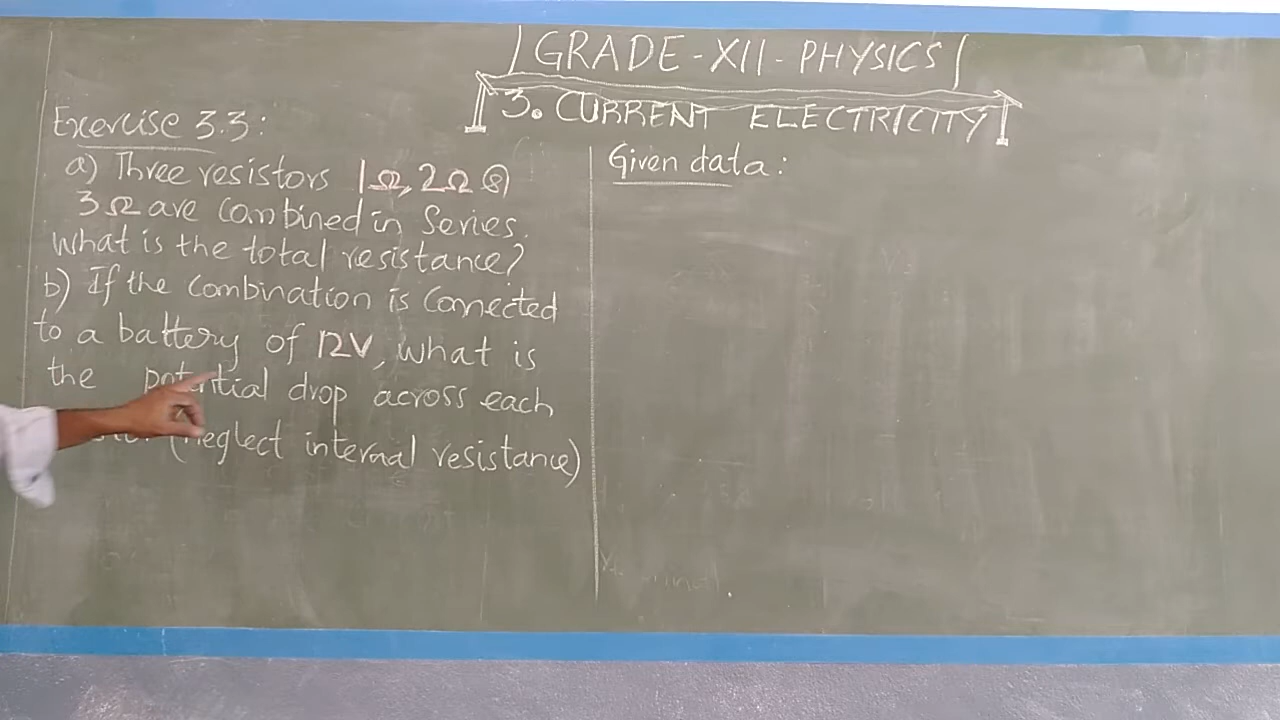 GRADE-XII-PHYSICS
3. CURRENT ELECTRICITY
Exercise 3.3:
a) Three resistors 1Ω, 2Ω &
3Ω are combined in series.
What is the total resistance?
b) If the combination is connected
to a battery of 12V, what is
the potential drop across each
(neglect internal resistance)
Given data: